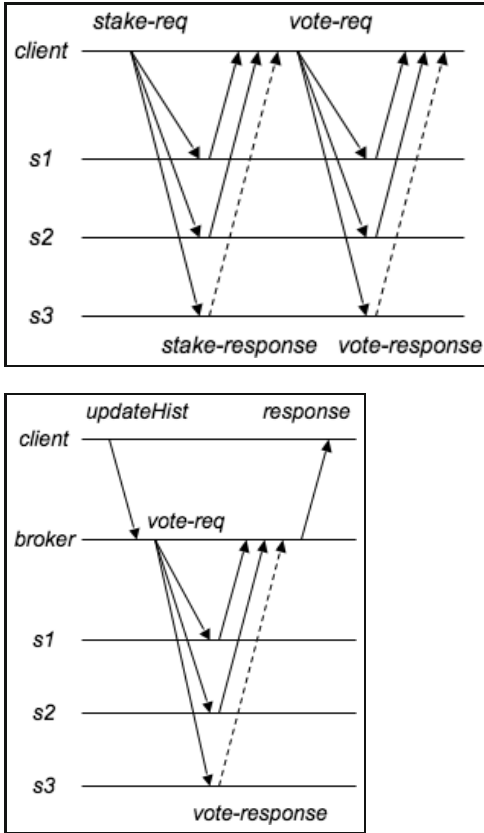 stake-req vote-req
client
s1
s2
s3
stake-response vote-response
updateHist response
client
vote-req
broker
s1
s2
s3
vote-response